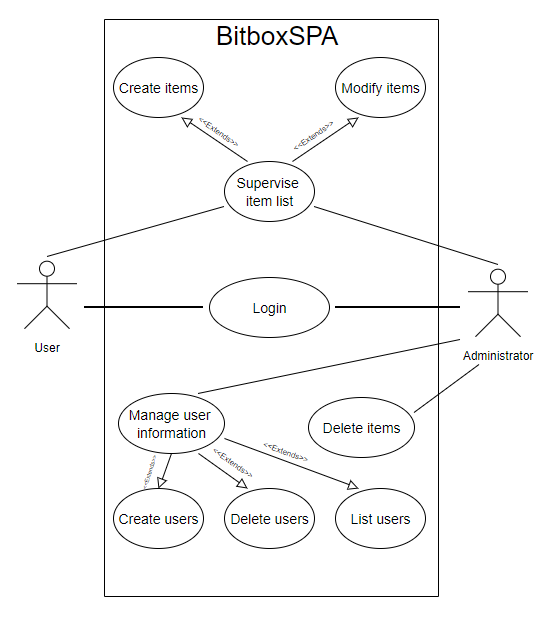 BitboxSPA
Create items
Modify items
<<Extends>>
<<Extends>>
Supervise
item list
Login
User
Administrator
Manage user
information
Delete items
<<Extends>>
<<Extends>>
<<Extends>>
Create users
Delete users
List users